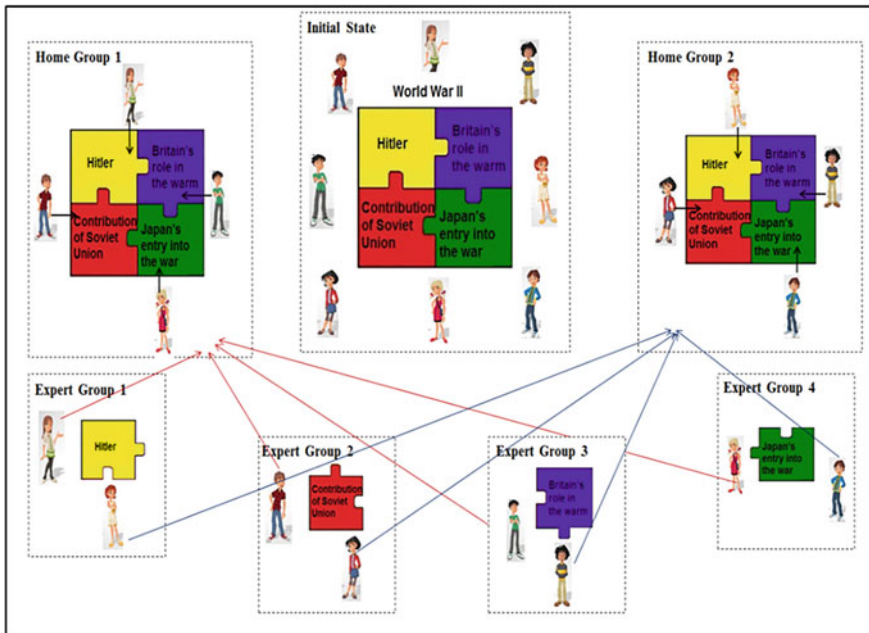 Initial State
Home Group 1
Home Group 2
World War II
Hitler
Britain's
role in
the warm
Contribution
of Soviet
Union
Japan's
entry into
the war
Hitler
Britain's
role in
the warm
Contribution
of Soviet
Union
Japan's
entry into
the war
Hitler
Britain's
role in
the warm
Contribution
of Soviet
Union
Japan's
entry into
the war
Expert Group 1
Hitler
Expert Group 2
Contribution
of Soviet
Union
Expert Group 3
Britain's
role in
the warm
Expert Group 4
Japan's
entry into
the war